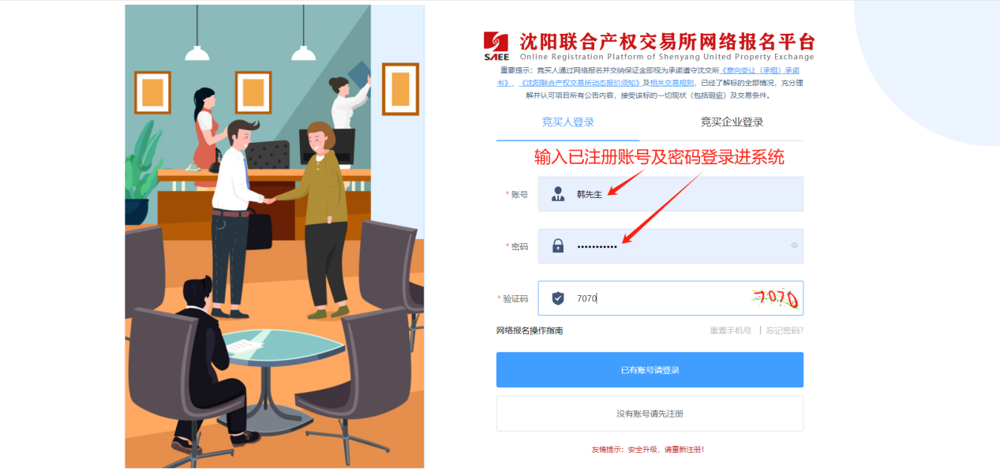 沈阳联合产权交易所网络报名平台
SAEE
Online Registration Platform of Shenyang United Property Exchange
重要提示：竞买人通过网络报名并交纳保证金即视为承诺遵守沈交所《意向受让（承租）承诺
书》、《沈阳联合产权交易所动态报价须知》及相关交易规则，已经了解标的全部情况，充分理
解并认可项目所有公告内容，接受该标的一切现状（包括瑕疵）及交易条件。
竞买人登录 竞买企业登录
输入已注册账号及密码登录进系统
* 账号 韩先生
* 密码 •••••••••••
* 验证码 7070 7070
网络报名操作指南 重置手机号 | 忘记密码?
已有账号请登录
没有账号请先注册
友情提示：安全升级，请重新注册！